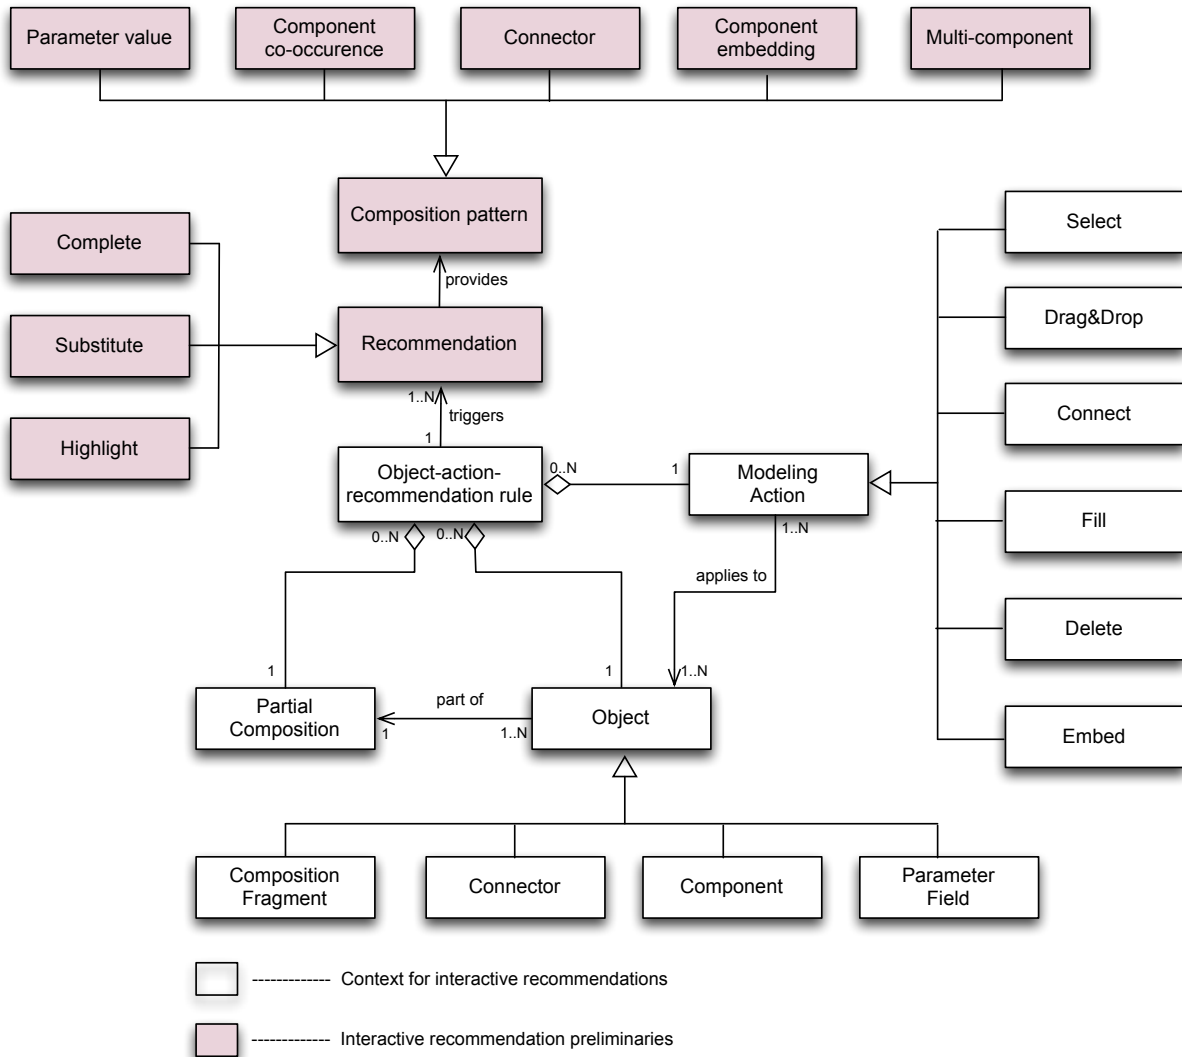 Parameter value
Component
co-occurence
Connector
Component
embedding
Multi-component
Composition pattern
Select
Complete
provides
Drag&Drop
Substitute
Recommendation
1..N
triggers
1
Connect
Highlight
Object-action-
recommendation rule
0..N
1
Modeling
Action
0..N
0..N
1..N
Fill
applies to
Delete
1
1
1..N
Partial
Composition
part of
1
1..N
Object
Embed
Composition
Fragment
Connector
Component
Parameter
Field
------------- Context for interactive recommendations
------------- Interactive recommendation preliminaries